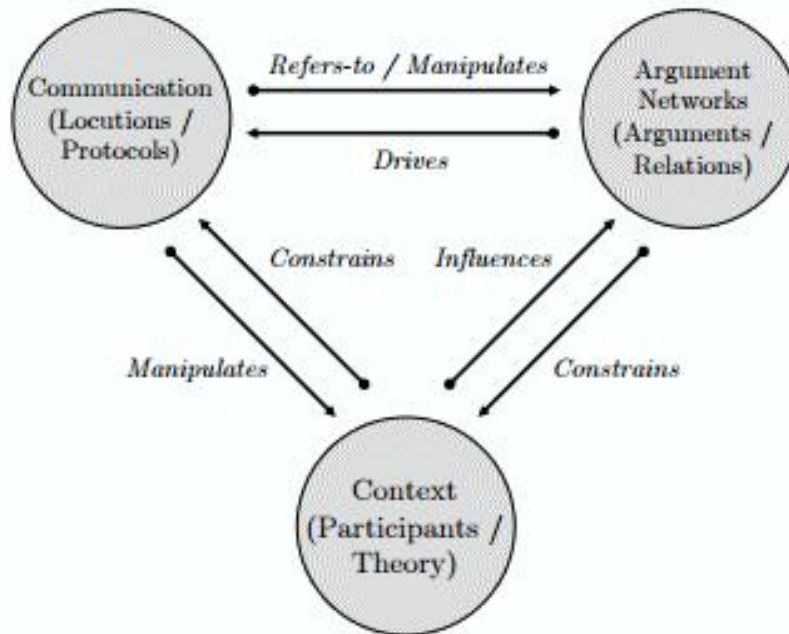 Communication
(Locutions /
Protocols)
Refers-to / Manipulates
Drives
Argument
Networks
(Arguments /
Relations)
Constrains
Influences
Manipulates
Constrains
Context
(Participants /
Theory)